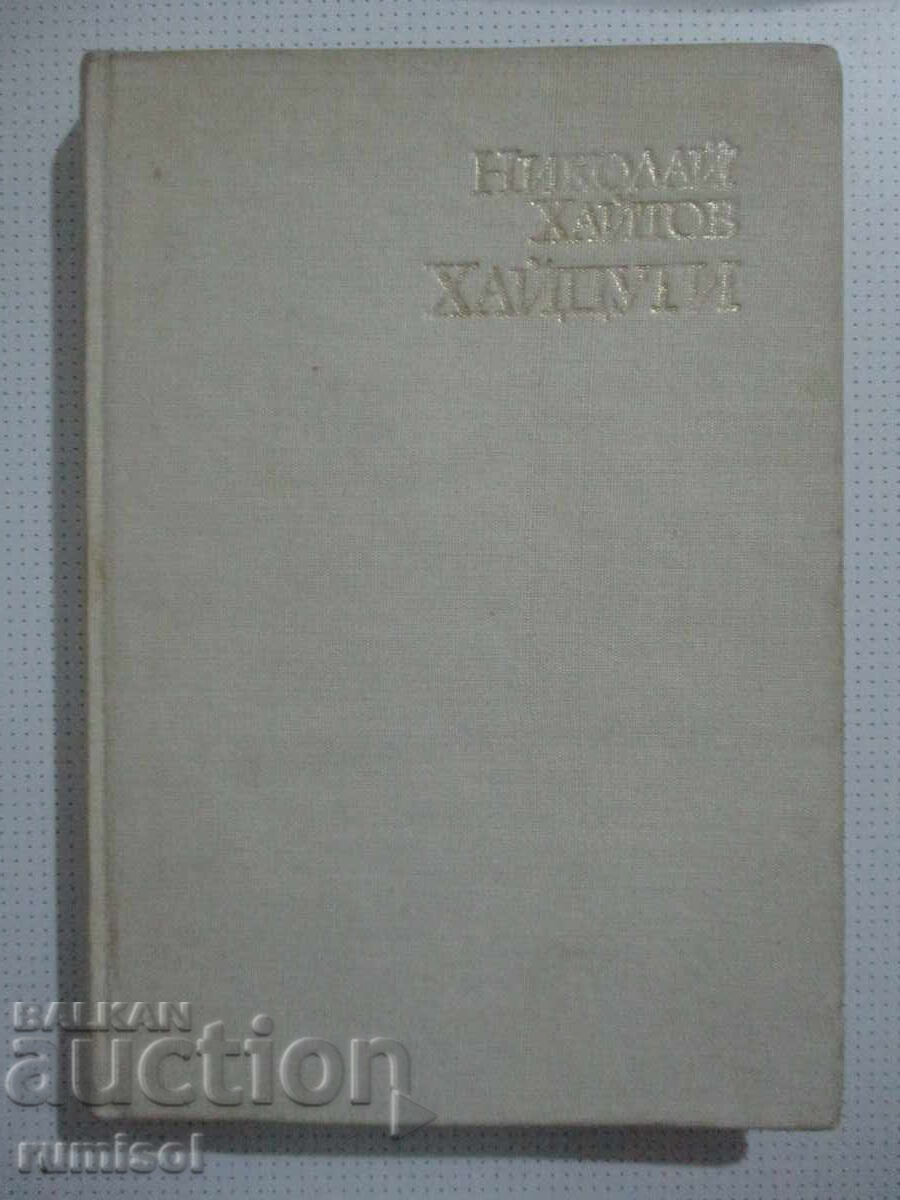 НИКОЛАЙ
ХАЙТОВ
ХАЙДУТИ
BALKAN
auction
rumisol